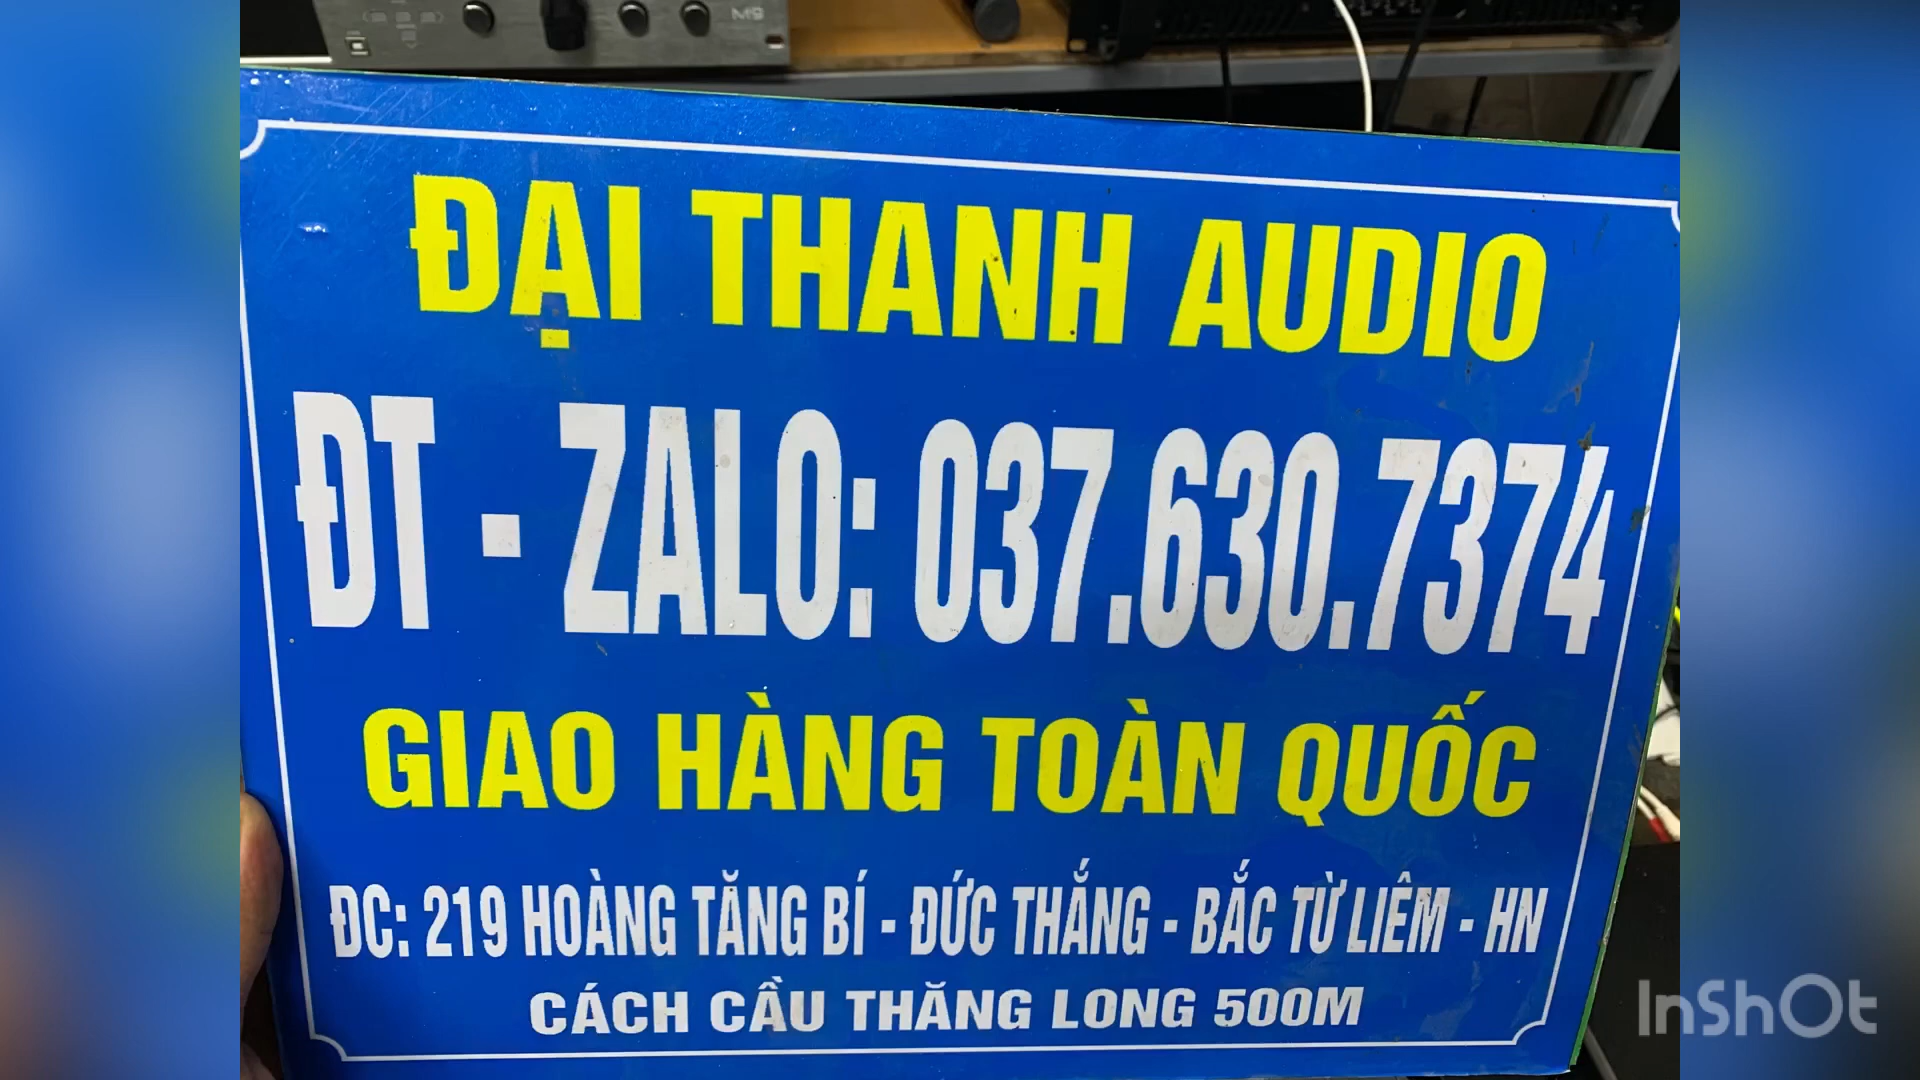 M9
ĐẠI THANH AUDIO
ĐT - ZALO: 037.630.7374
GIAO HÀNG TOÀN QUỐC
ĐC: 219 HOÀNG TĂNG BÍ - ĐỨC THẮNG - BẮC TỪ LIÊM - HN
CÁCH CẦU THĂNG LONG 500M
InShOt